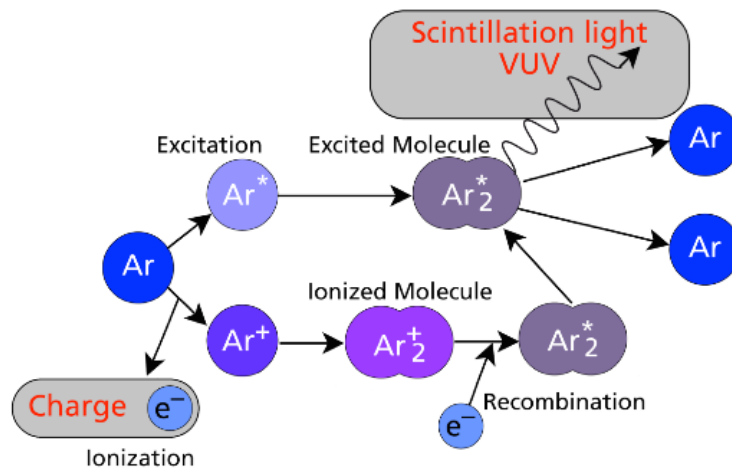 Scintillation light
VUV
Excitation
Excited Molecule
Ar
Ar*
Ar₂*
Ar
Ar
Ionized Molecule
Ar⁺
Ar₂⁺
Ar₂*
Charge
e⁻
e⁻
Recombination
Ionization